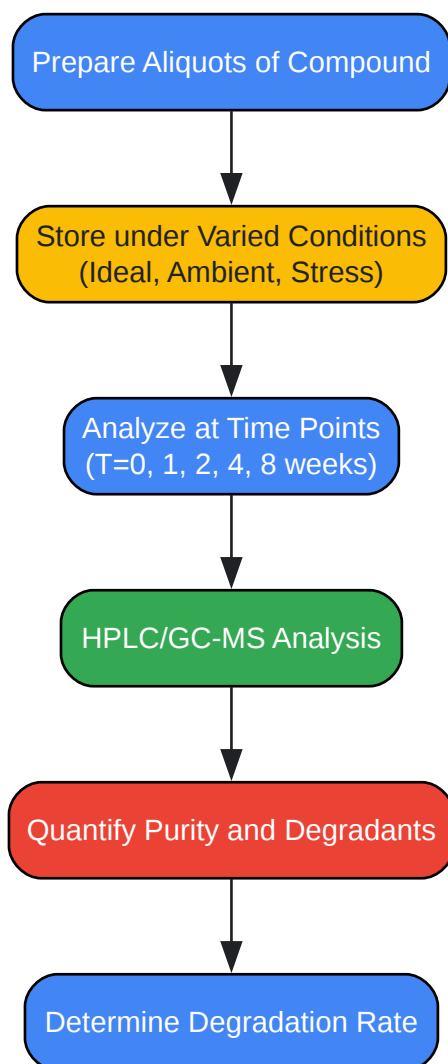 Prepare Aliquots of Compound
Store under Varied Conditions
(Ideal, Ambient, Stress)
Analyze at Time Points
(T=0, 1, 2, 4, 8 weeks)
HPLC/GC-MS Analysis
Quantify Purity and Degradants
Determine Degradation Rate